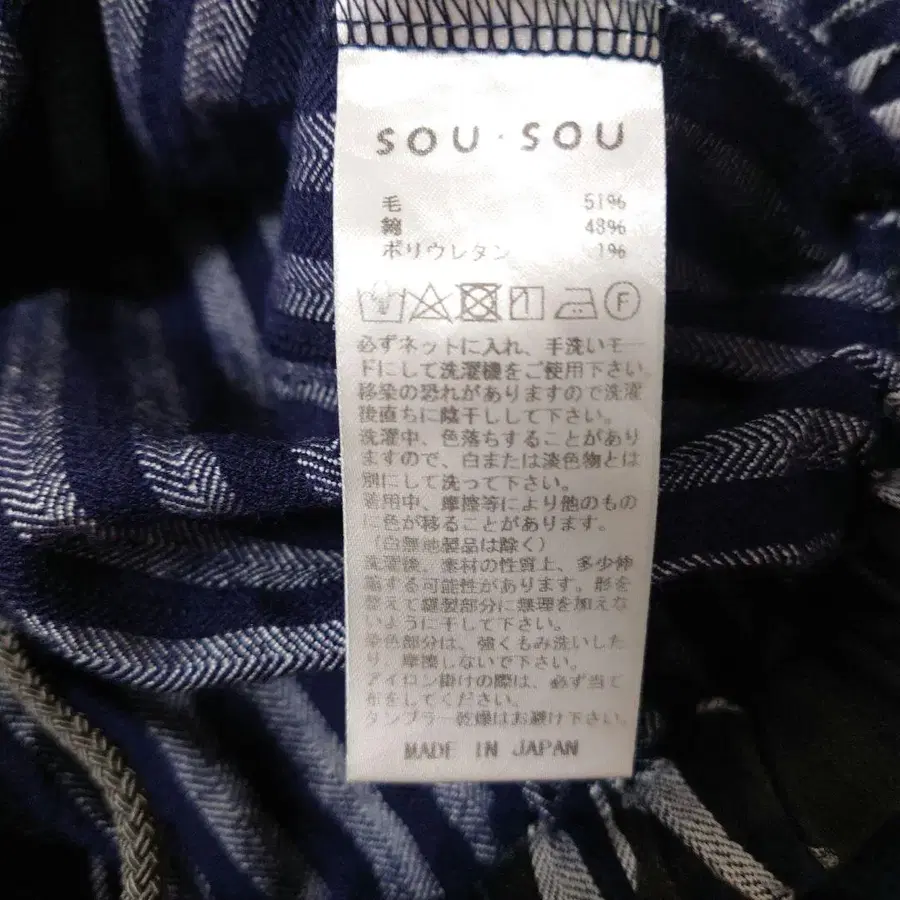 SOU・SOU
毛 51%
綿 48%
ポリウレタン 1%
F
必ずネットに入れ、手洗いモー
ドにして洗濯機をご使用下さい。
移染の恐れがありますので洗濯
後直ちに陰干しして下さい。
洗濯中、色落ちすることがあり
ますので、白または淡色物とは
別にして洗って下さい。
着用中、摩擦等により他のもの
に色が移ることがあります。
（白無地製品は除く）
洗濯後、素材の性質上、多少伸
縮する可能性があります。形を
整えて縫製部分に無理を加えな
いように干して下さい。
染色部分は、強くもみ洗いした
り、摩擦しないで下さい。
アイロン掛けの際は、必ず当て
布をしてください。
タンブラー乾燥はお避け下さい。
MADE IN JAPAN